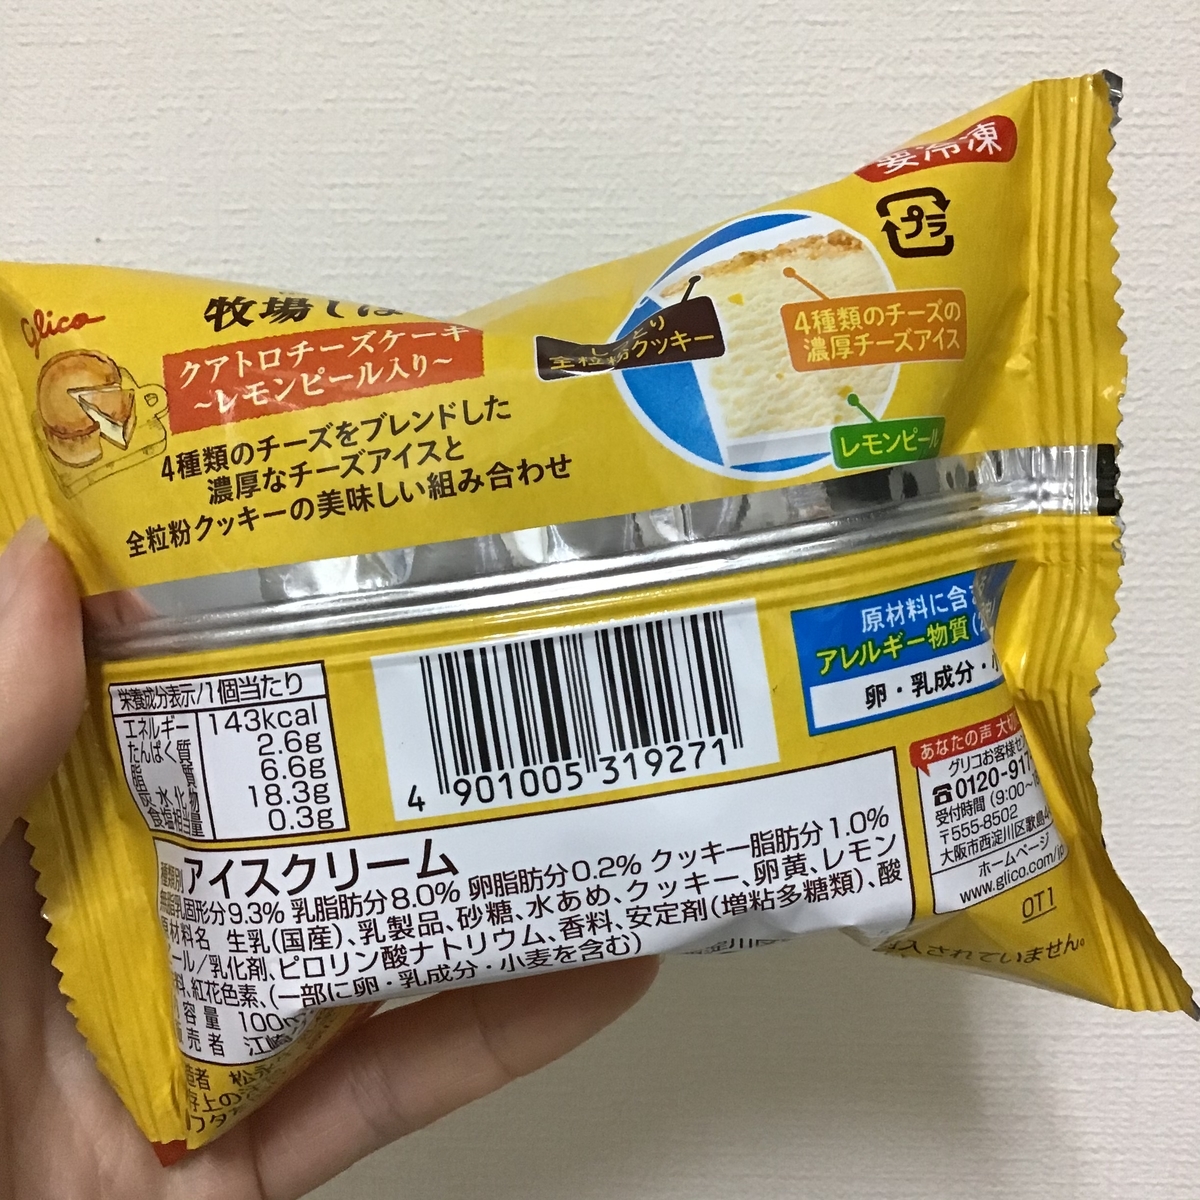 要冷凍
プラ
Glico
牧場しぼ
クアトロチーズケーキ
~レモンピール入り~
4種類のチーズをブレンドした
濃厚なチーズアイスと
全粒粉クッキーの美味しい組み合わせ
全粒粉クッキー
4種類のチーズの
濃厚チーズアイス
レモンピール
原材料に含ま
アレルギー物質
卵・乳成分・小
栄養成分表示/1個当たり
エネルギー 143kcal
たんぱく質 2.6g
脂質 6.6g
炭水化物 18.3g
食塩相当量 0.3g
4 901005 319271
あなたの声 大切
グリコお客様セ
0120-917
受付時間(9:00~
〒555-8502
大阪市西淀川区歌島4
ホームページ
www.glico.com/jp
OT1
種類別 アイスクリーム
無脂乳固形分9.3% 乳脂肪分8.0% 卵脂肪分0.2% クッキー脂肪分1.0%
原材料名 生乳(国産)、乳製品、砂糖、水あめ、クッキー、卵黄、レモン
ール/乳化剤、ピロリン酸ナトリウム、香料、安定剤(増粘多糖類)、酸
料、紅花色素、(一部に卵・乳成分・小麦を含む)
内容量 100m
販売者 江崎
造者 松
存上の
入されていません。